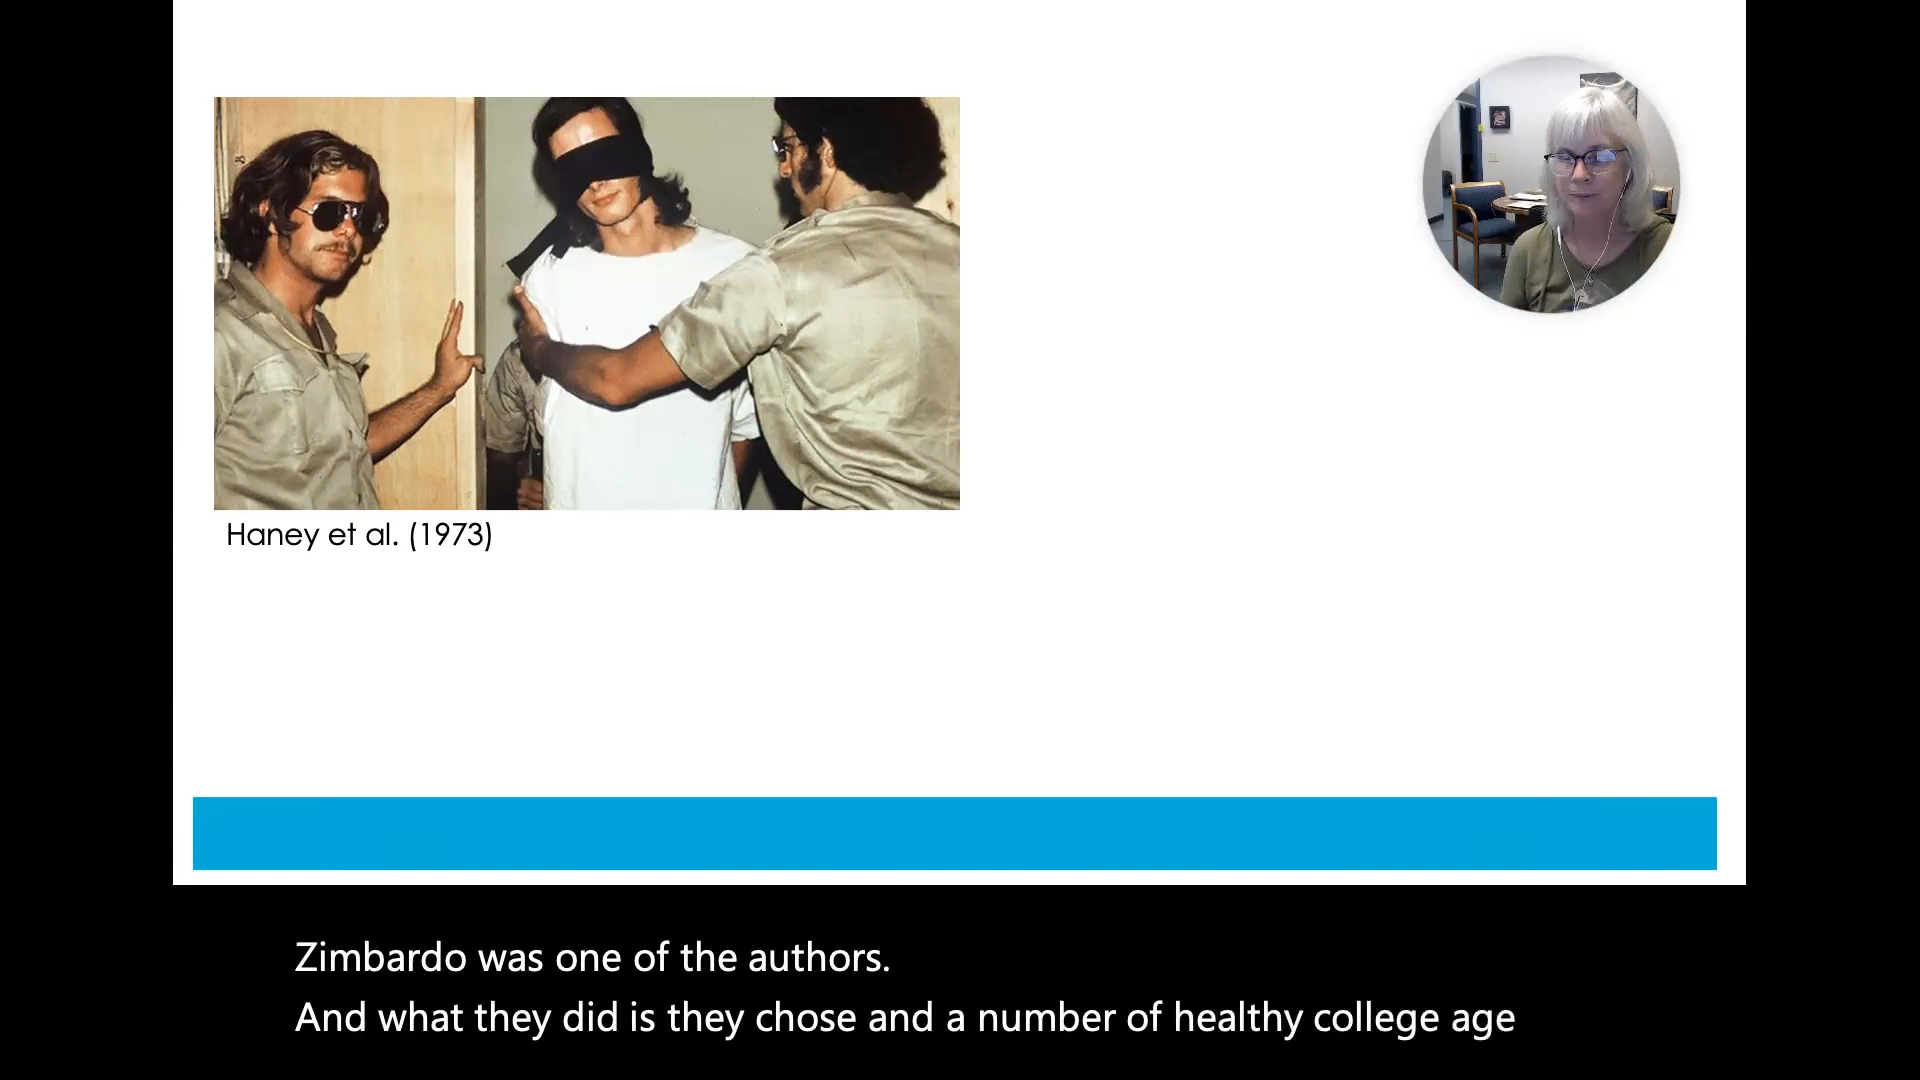 Haney et al. (1973)
Zimbardo was one of the authors.
And what they did is they chose and a number of healthy college age